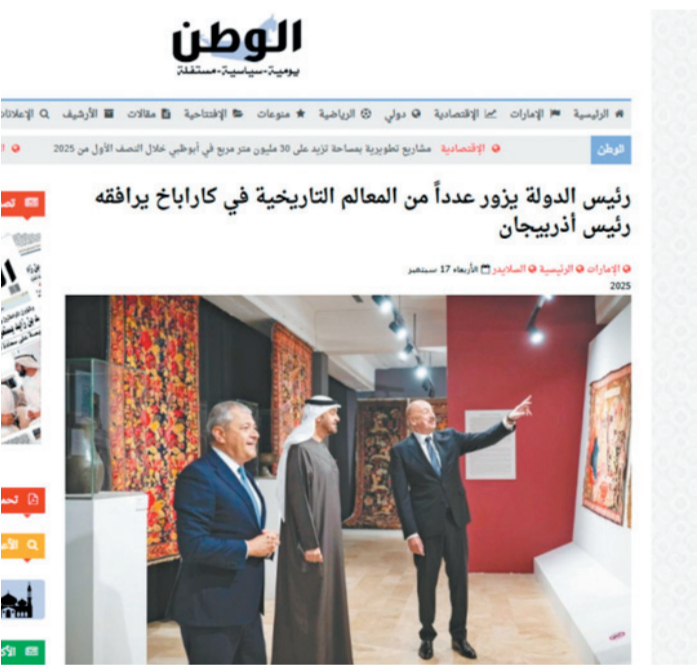 الوطن
يومية-سياسية-مستقلة
الرئيسية الإمارات الإقتصادية دولي الرياضية منوعات الإفتتاحية مقالات الأرشيف الإعلانات
الوطن الإقتصادية مشاريع تطويرية بمساحة تزيد على 30 مليون متر مربع في أبوظبي خلال النصف الأول من 2025
رئيس الدولة يزور عدداً من المعالم التاريخية في كاراباخ يرافقه
رئيس أذربيجان
الإمارات الرئيسية السلايدر الأربعاء 17 سبتمبر
2025